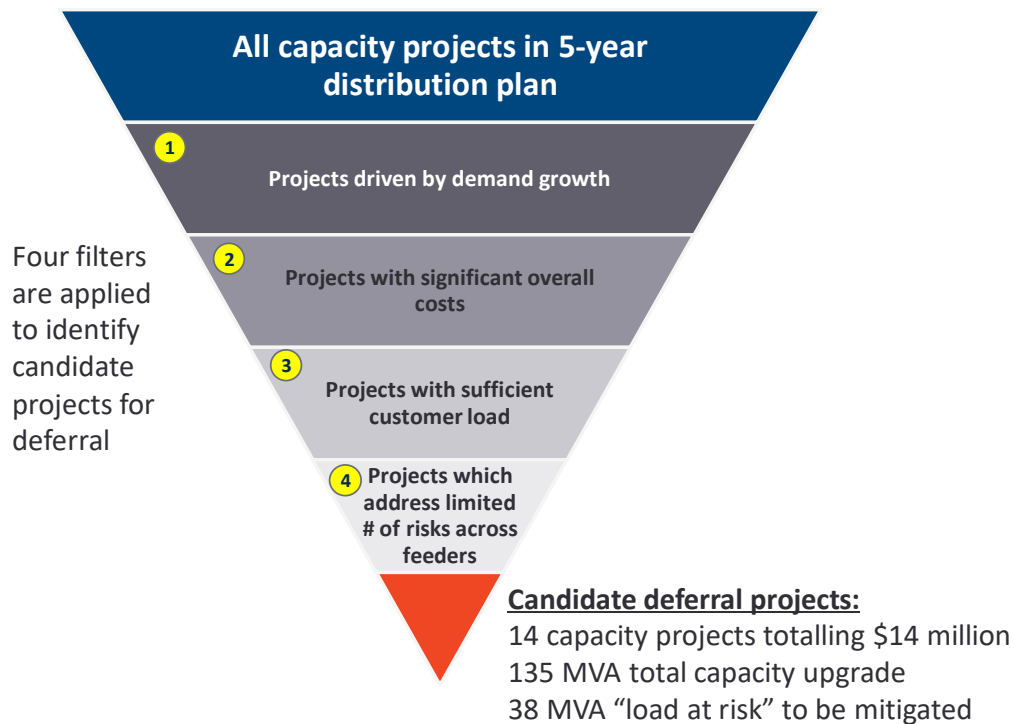 All capacity projects in 5-year
distribution plan
1
Projects driven by demand growth
2
Projects with significant overall
costs
3
Projects with sufficient
customer load
4
Projects which
address limited
# of risks across
feeders
Four filters
are applied
to identify
candidate
projects for
deferral
Candidate deferral projects:
14 capacity projects totalling $14 million
135 MVA total capacity upgrade
38 MVA “load at risk” to be mitigated